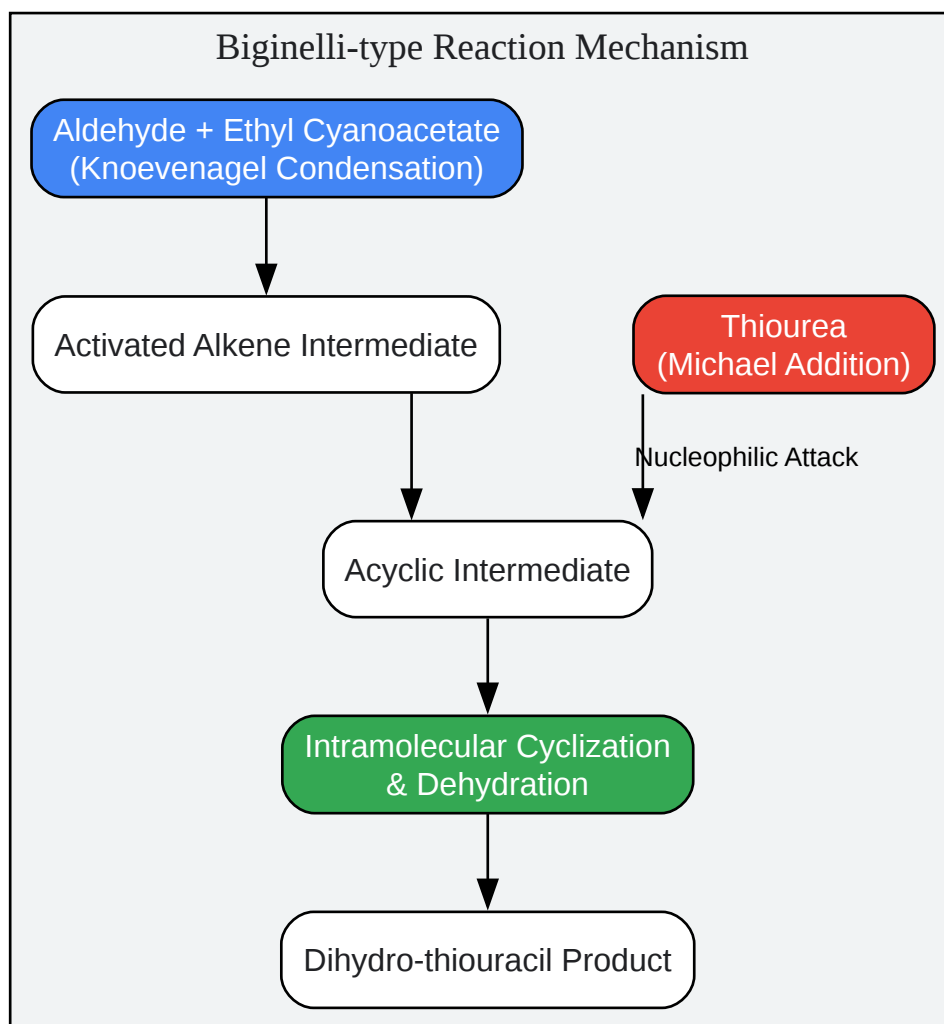 Biginelli-type Reaction Mechanism
Aldehyde + Ethyl Cyanoacetate
(Knoevenagel Condensation)
Activated Alkene Intermediate
Thiourea
(Michael Addition)
Nucleophilic Attack
Acyclic Intermediate
Intramolecular Cyclization
& Dehydration
Dihydro-thiouracil Product